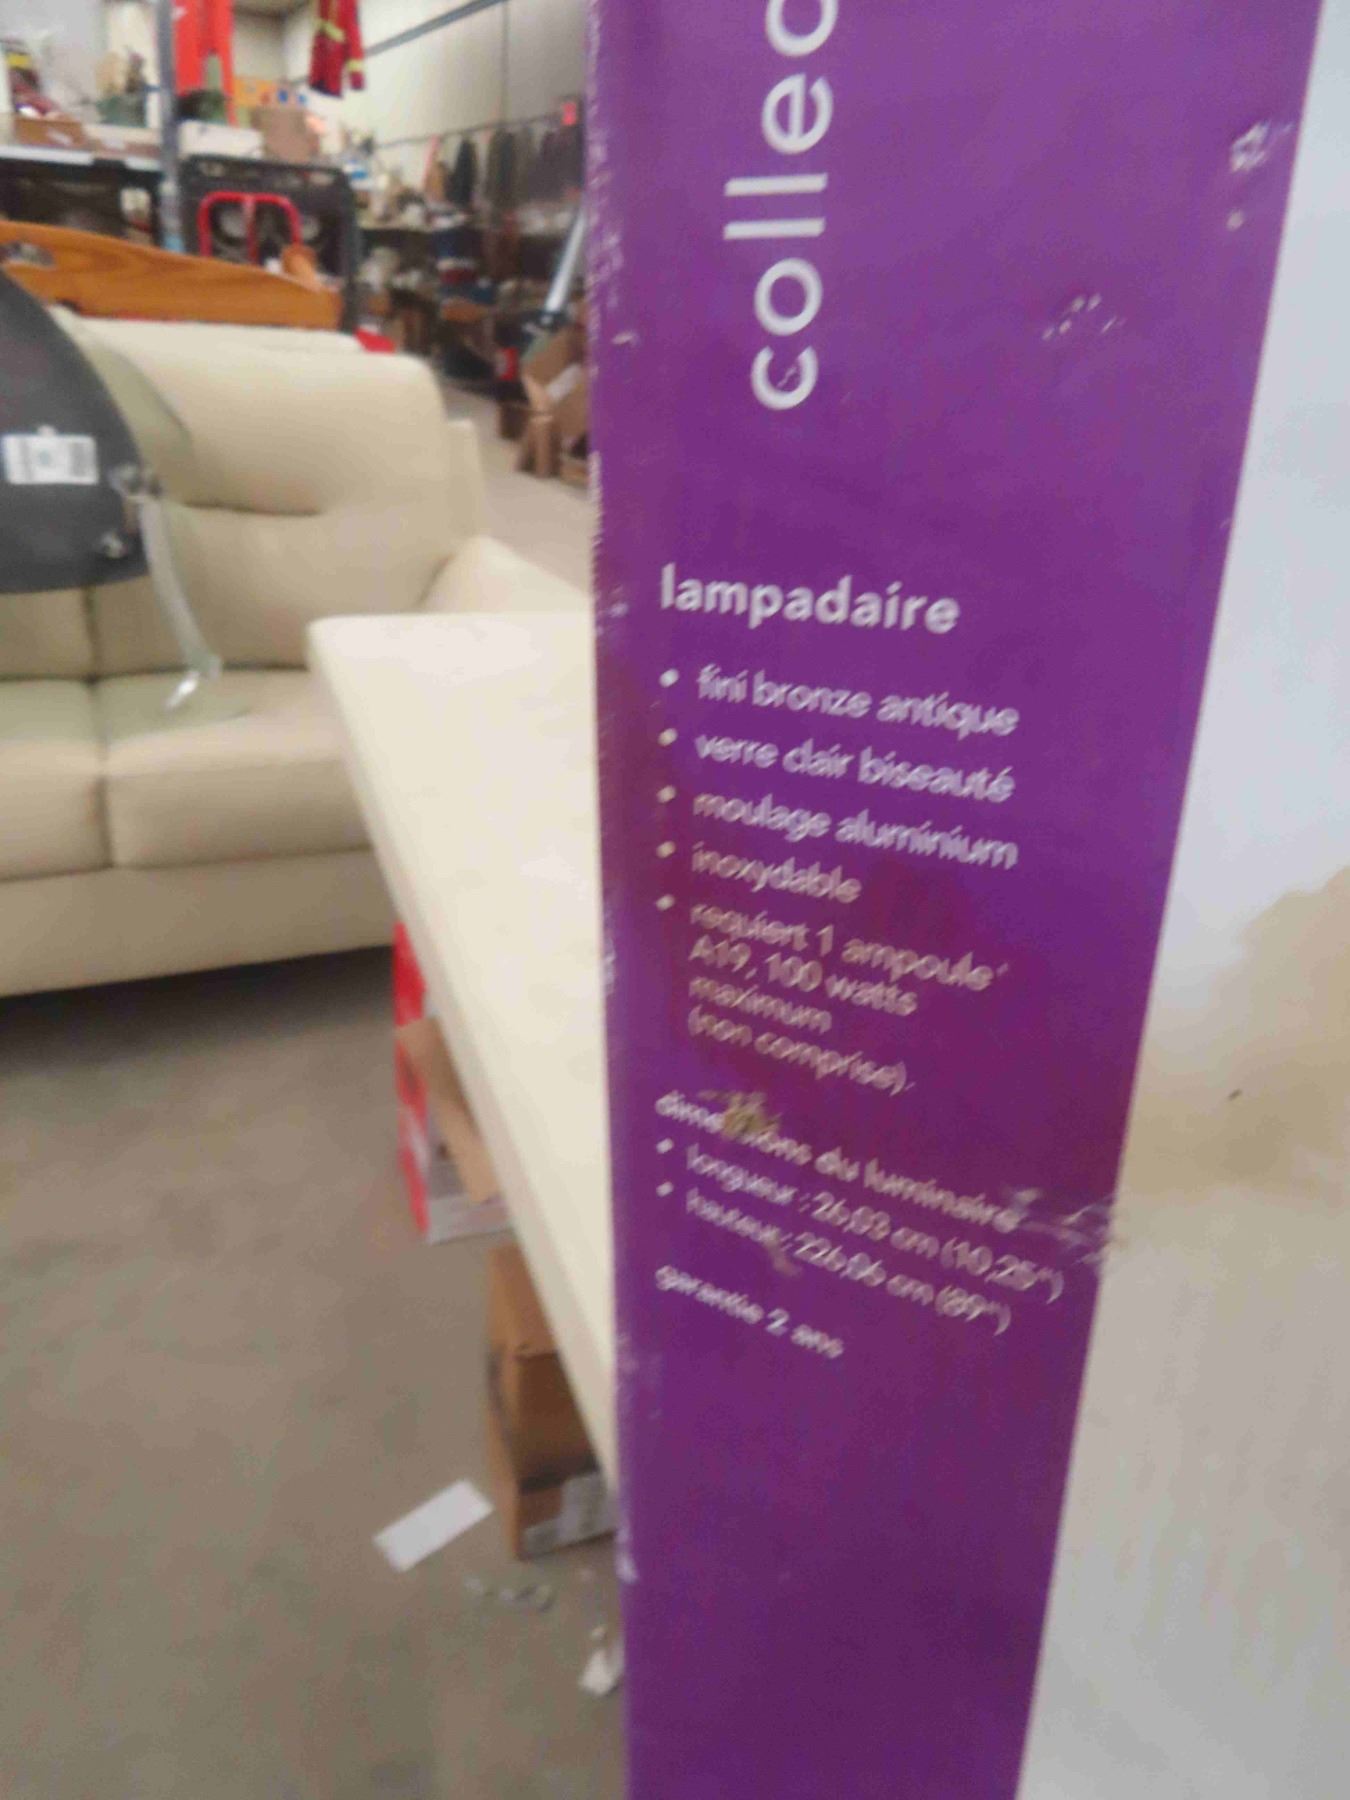 collec
lampadaire
• fini bronze antique
• verre clair biseauté
• moulage aluminium
• inoxydable
• requiert 1 ampoule
A19, 100 watts
maximum
(non comprise).
dimensions du luminaire
• longueur : 26,03 cm (10,25")
• hauteur : 226,06 cm (89")
garantie 2 ans